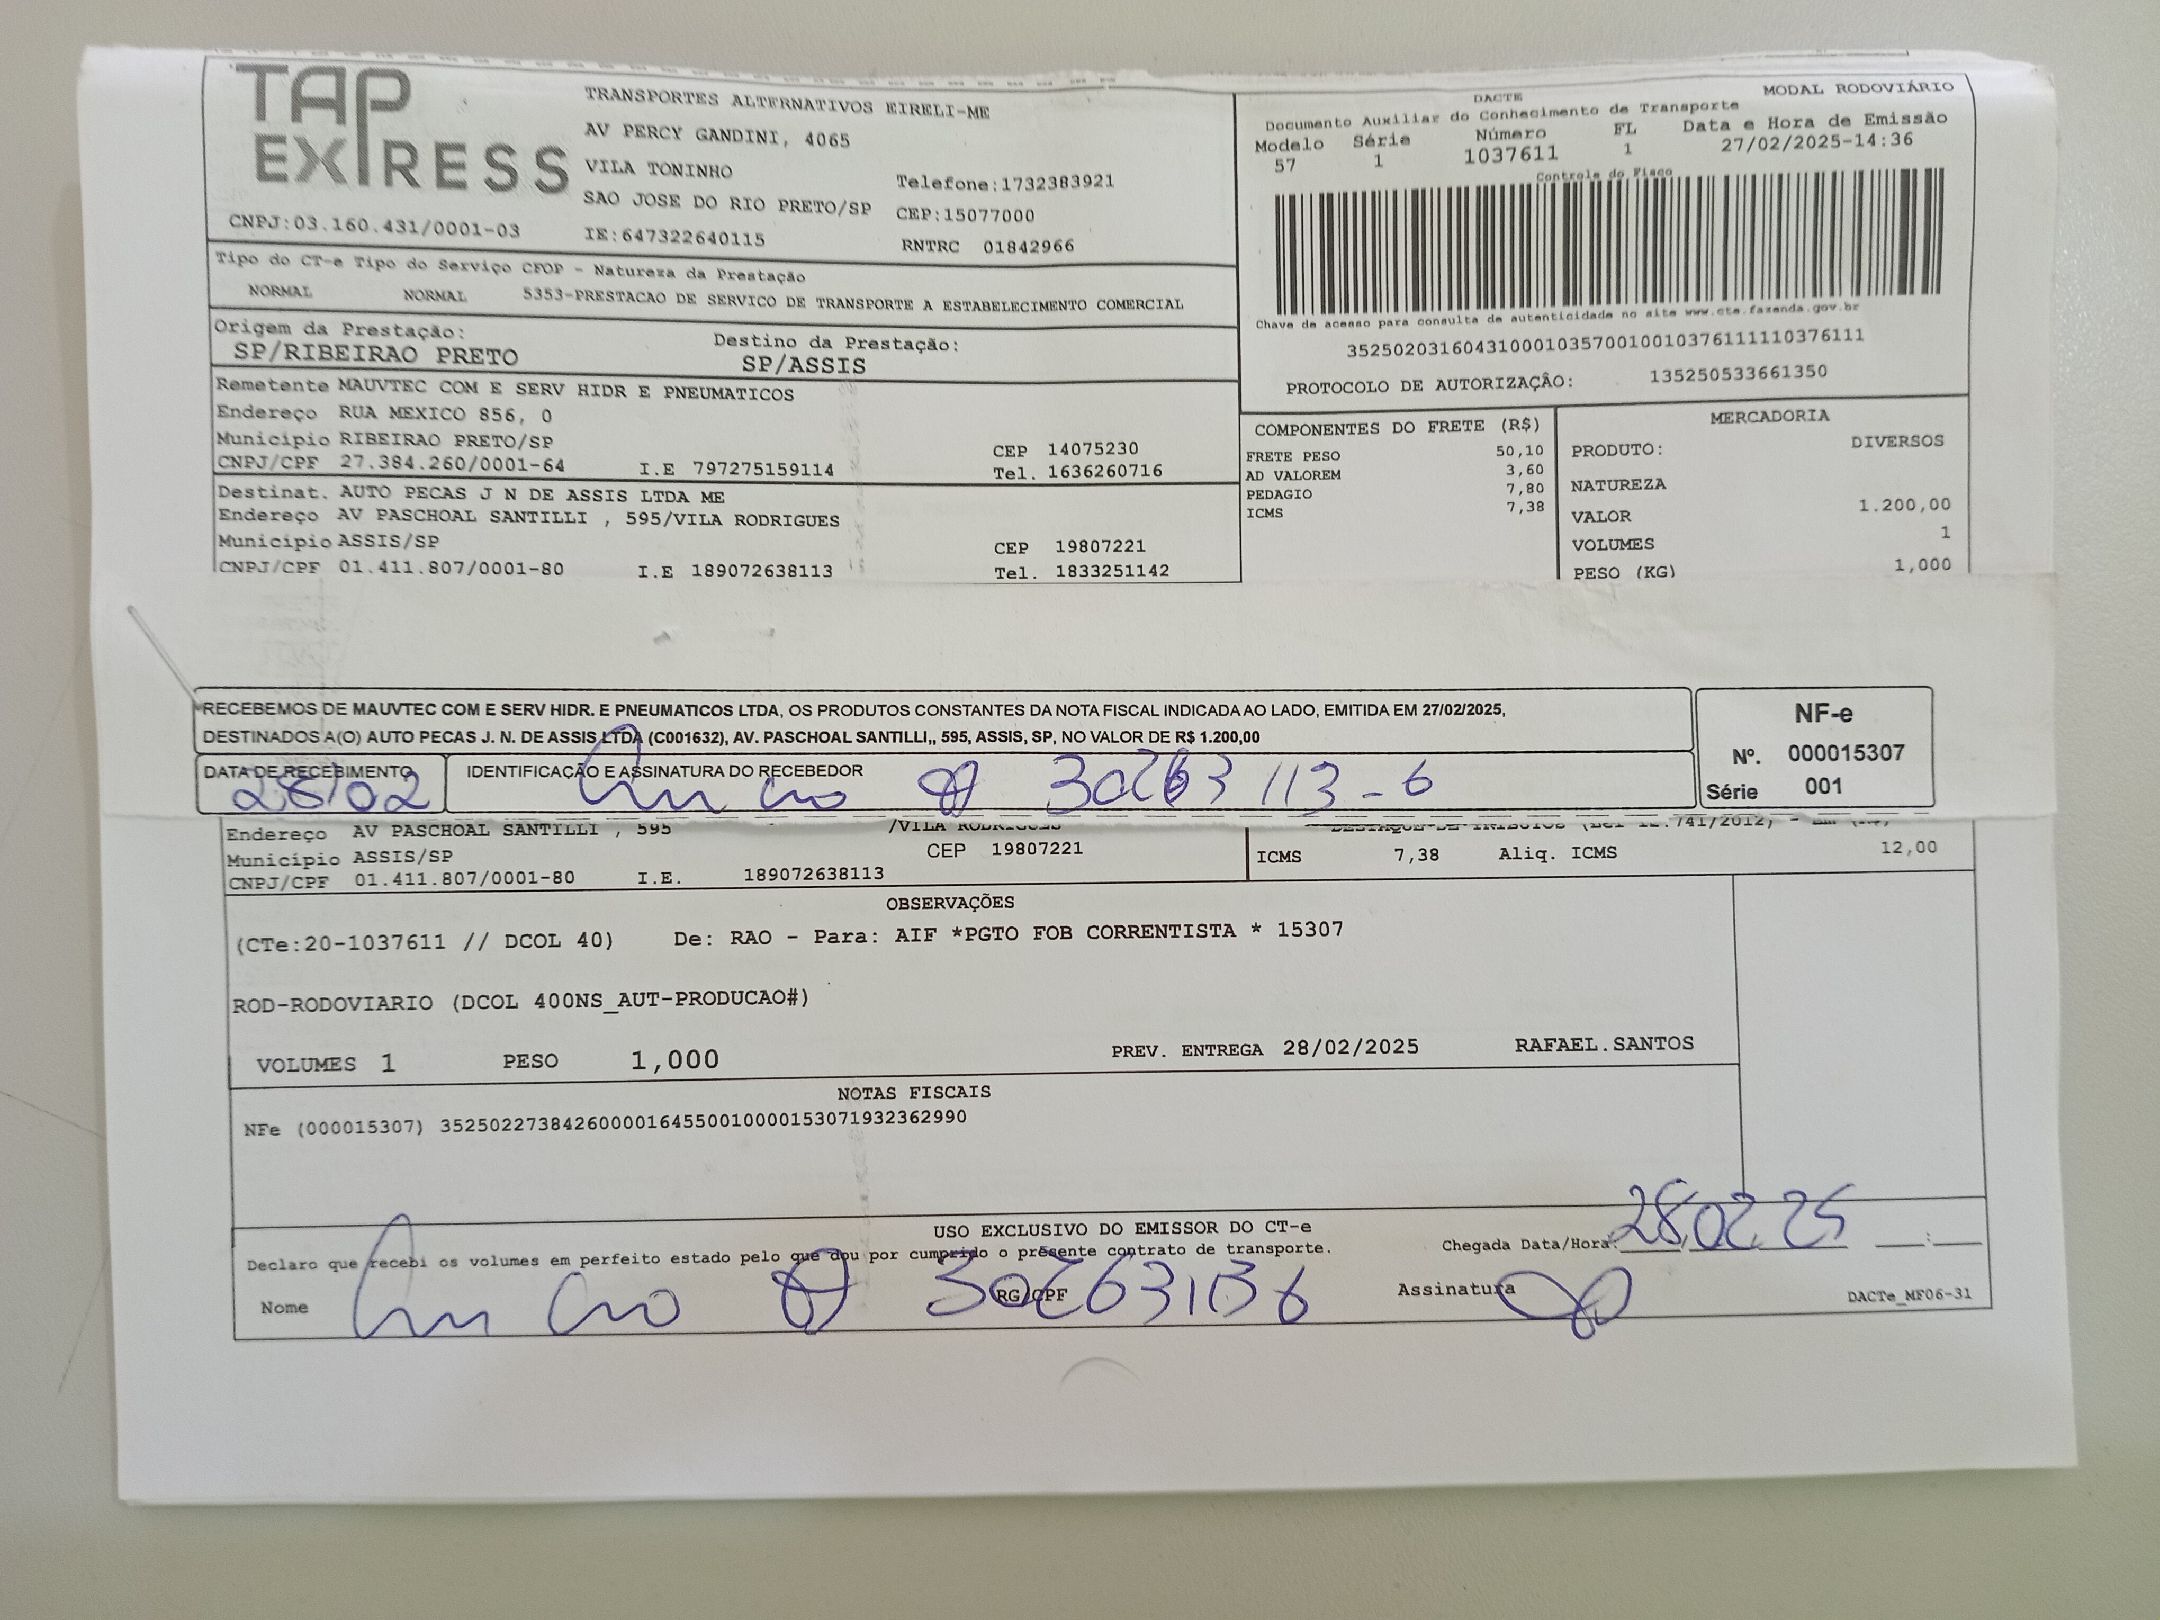 TAP EXPRESS
TRANSPORTES ALTERNATIVOS EIRELI-ME
AV PERCY GANDINI, 4065
VILA TONINHO
Telefone:1732383921
SAO JOSE DO RIO PRETO/SP CEP:15077000
CNPJ:03.160.431/0001-03 IE:647322640115 RNTRC 01842966
DACTE MODAL RODOVIÁRIO
Documento Auxiliar do Conhecimento de Transporte
Modelo Série Número FL Data e Hora de Emissão
57 1 1037611 1 27/02/2025-14:36
Controle do Fisco
Chave de acesso para consulta de autenticidade no site www.cte.fazenda.gov.br
35250203160431000103570010010376111110376111
PROTOCOLO DE AUTORIZAÇÃO: 135250533661350
Tipo do CT-e Tipo do Serviço CFOP - Natureza da Prestação
NORMAL NORMAL 5353-PRESTACAO DE SERVICO DE TRANSPORTE A ESTABELECIMENTO COMERCIAL
Origem da Prestação: Destino da Prestação:
SP/RIBEIRAO PRETO SP/ASSIS
Remetente MAUVTEC COM E SERV HIDR E PNEUMATICOS
Endereço RUA MEXICO 856, 0
Município RIBEIRAO PRETO/SP CEP 14075230
CNPJ/CPF 27.384.260/0001-64 I.E 797275159114 Tel. 1636260716
Destinat. AUTO PECAS J N DE ASSIS LTDA ME
Endereço AV PASCHOAL SANTILLI , 595/VILA RODRIGUES
Município ASSIS/SP CEP 19807221
CNPJ/CPF 01.411.807/0001-80 I.E 189072638113 Tel. 1833251142
COMPONENTES DO FRETE (R$)
FRETE PESO 50,10
AD VALOREM 3,60
PEDAGIO 7,80
ICMS 7,38
MERCADORIA
PRODUTO: DIVERSOS
NATUREZA
VALOR 1.200,00
VOLUMES 1
PESO (KG) 1,000
RECEBEMOS DE MAUVTEC COM E SERV HIDR. E PNEUMATICOS LTDA, OS PRODUTOS CONSTANTES DA NOTA FISCAL INDICADA AO LADO, EMITIDA EM 27/02/2025,
DESTINADOS A(O) AUTO PECAS J. N. DE ASSIS LTDA (C001632), AV. PASCHOAL SANTILLI,, 595, ASSIS, SP, NO VALOR DE R$ 1.200,00
NF-e
Nº. 000015307
Série 001
DATA DE RECEBIMENTO IDENTIFICAÇÃO E ASSINATURA DO RECEBEDOR
28/02
Endereço AV PASCHOAL SANTILLI , 595 /VILA RODRIGUES
Município ASSIS/SP CEP 19807221
CNPJ/CPF 01.411.807/0001-80 I.E. 189072638113
ICMS 7,38 Aliq. ICMS 12,00
OBSERVAÇÕES
(CTe:20-1037611 // DCOL 40) De: RAO - Para: AIF *PGTO FOB CORRENTISTA * 15307
ROD-RODOVIARIO (DCOL 400NS_AUT-PRODUCAO#)
VOLUMES 1 PESO 1,000 PREV. ENTREGA 28/02/2025 RAFAEL.SANTOS
NOTAS FISCAIS
NFe (000015307) 35250227384260000164550010000153071932362990
USO EXCLUSIVO DO EMISSOR DO CT-e
Declaro que recebi os volumes em perfeito estado pelo que dou por cumprido o presente contrato de transporte.
Chegada Data/Hora: 28 02 25
Nome RG/CPF Assinatura
DACTe_MF06-31